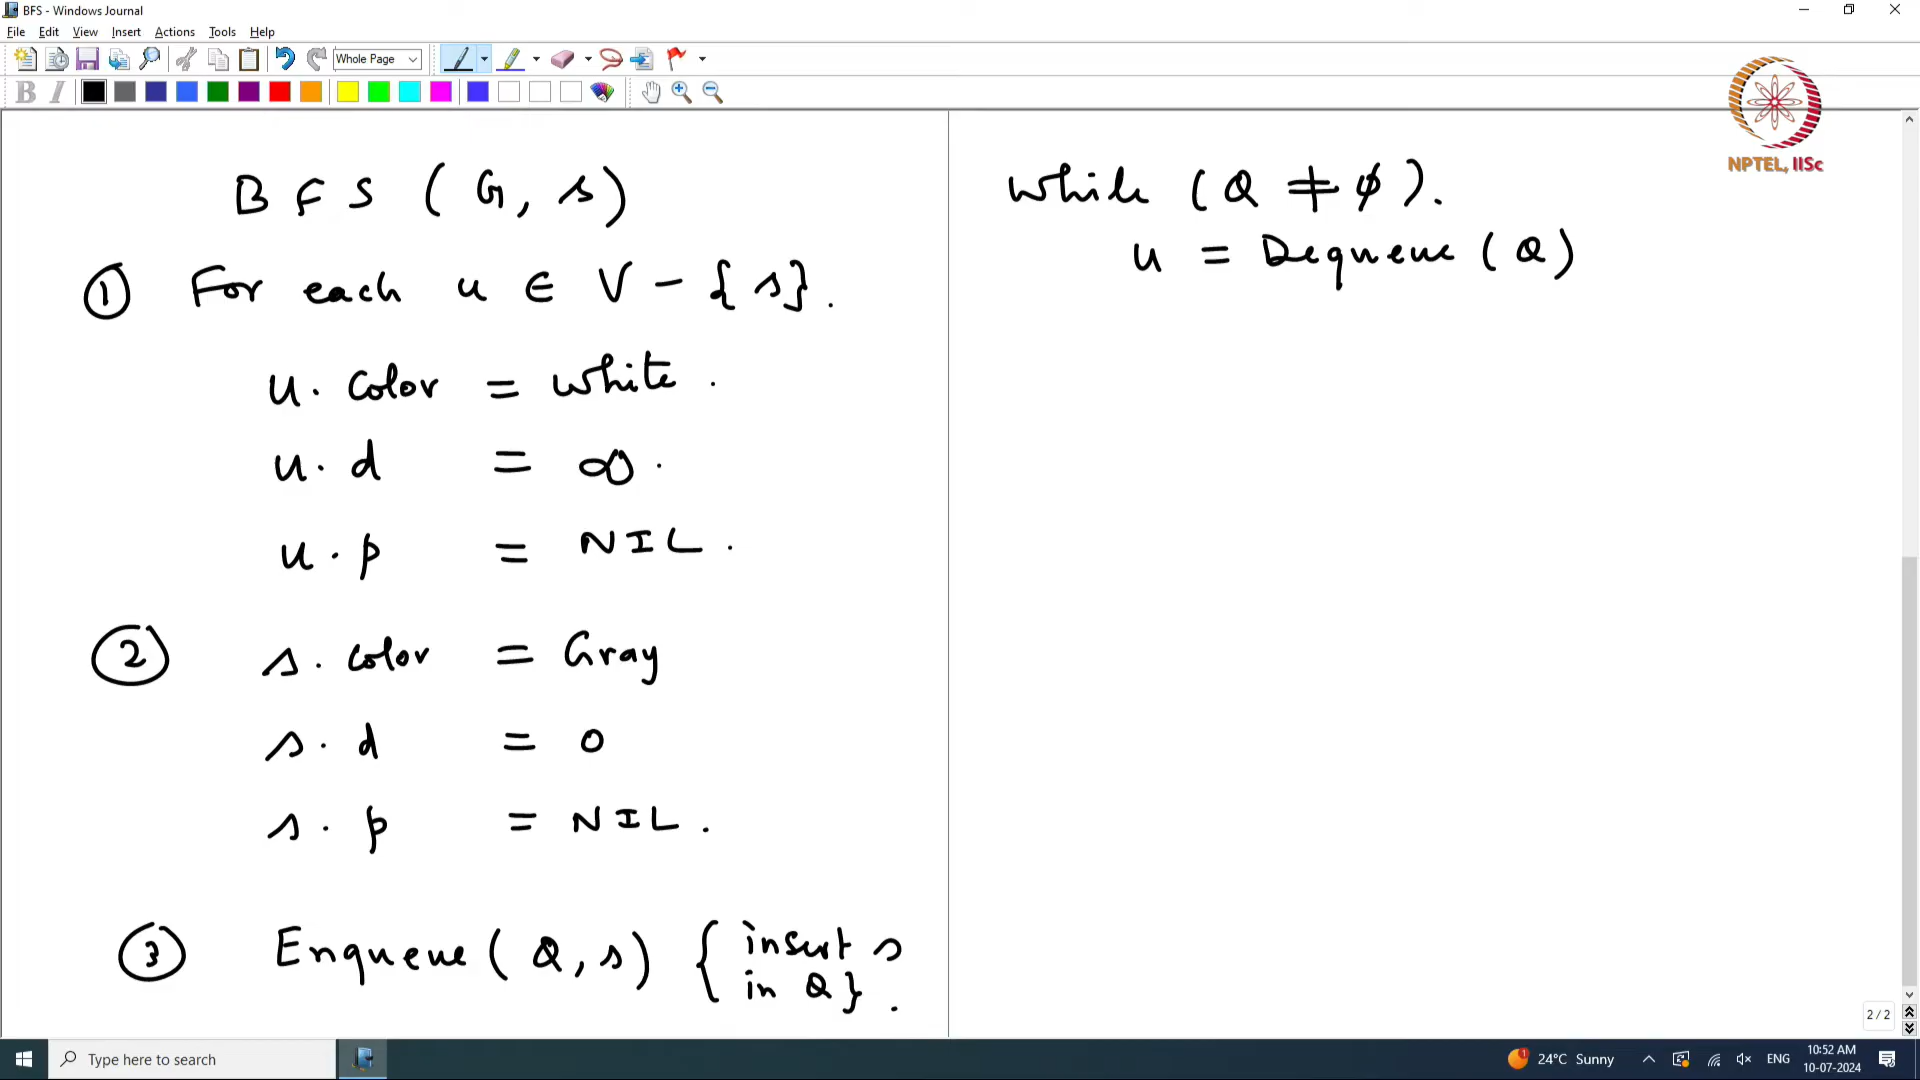 BFS - Windows Journal
File Edit View Insert Actions Tools Help
Whole Page
B I
NPTEL, IISc
BFS (G, s)
① For each u ∈ V - {s}.
u. color = white.
u. d = ∞.
u. p = NIL.
② s. color = Gray
s. d = 0
s. p = NIL.
③ Enqueue (Q, s) { insert s
in Q}.
while (Q ≠ φ).
u = Dequeue (Q)
2 / 2
Type here to search
24°C Sunny
ENG
10:52 AM
10-07-2024